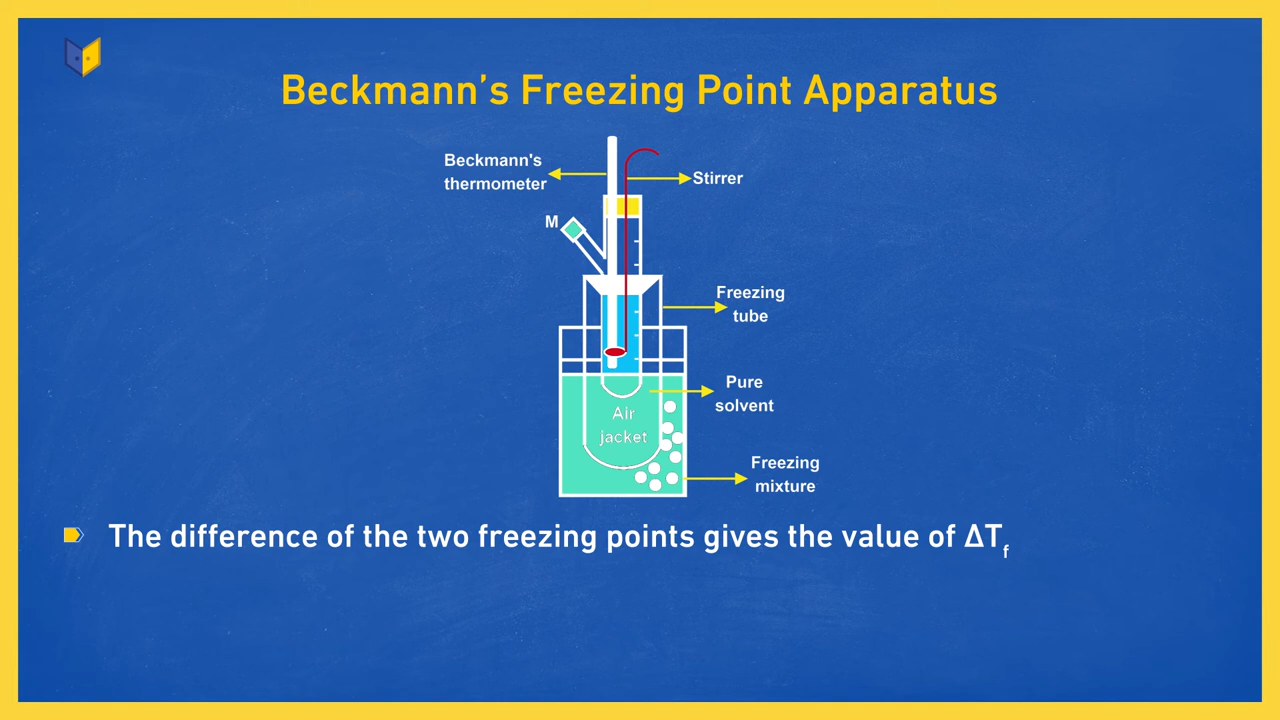 Beckmann’s Freezing Point Apparatus
Beckmann's
thermometer
Stirrer
M
Freezing
tube
Pure
solvent
Air
jacket
Freezing
mixture
The difference of the two freezing points gives the value of ΔTf